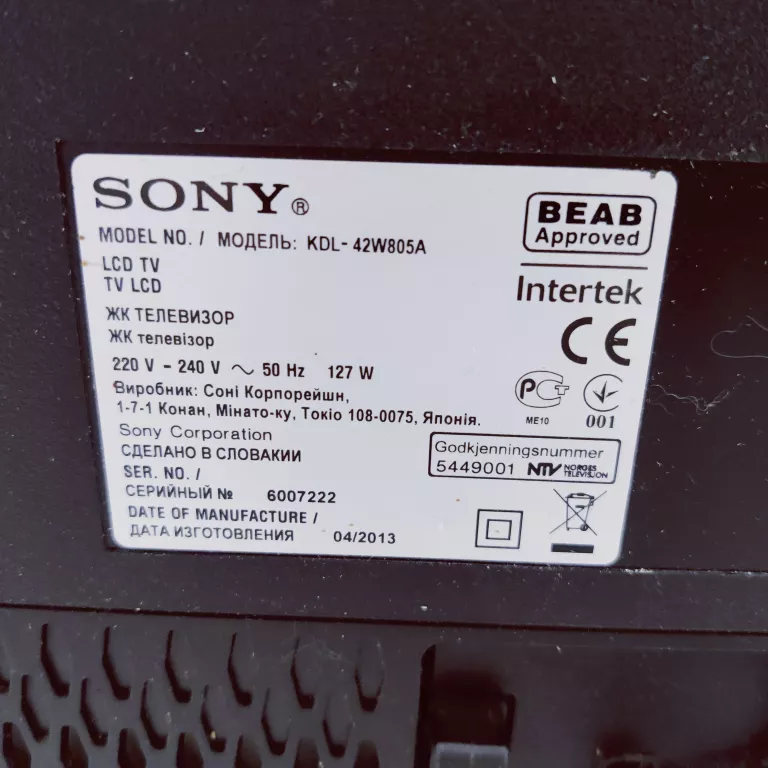 SONY®
MODEL NO. / МОДЕЛЬ: KDL- 42W805A
LCD TV
TV LCD
ЖК ТЕЛЕВИЗОР
ЖК телевізор
220 V - 240 V ~ 50 Hz 127 W
Виробник: Соні Корпорейшн,
1-7-1 Конан, Мінато-ку, Токіо 108-0075, Японія.
Sony Corporation
СДЕЛАНО В СЛОВАКИИ
SER. NO. /
СЕРИЙНЫЙ № 6007222
DATE OF MANUFACTURE /
ДАТА ИЗГОТОВЛЕНИЯ 04/2013
BEAB
Approved
Intertek
CE
РСТ
ME10
001
Godkjenningsnummer
5449001 NTV NORGES
TELEVISJON